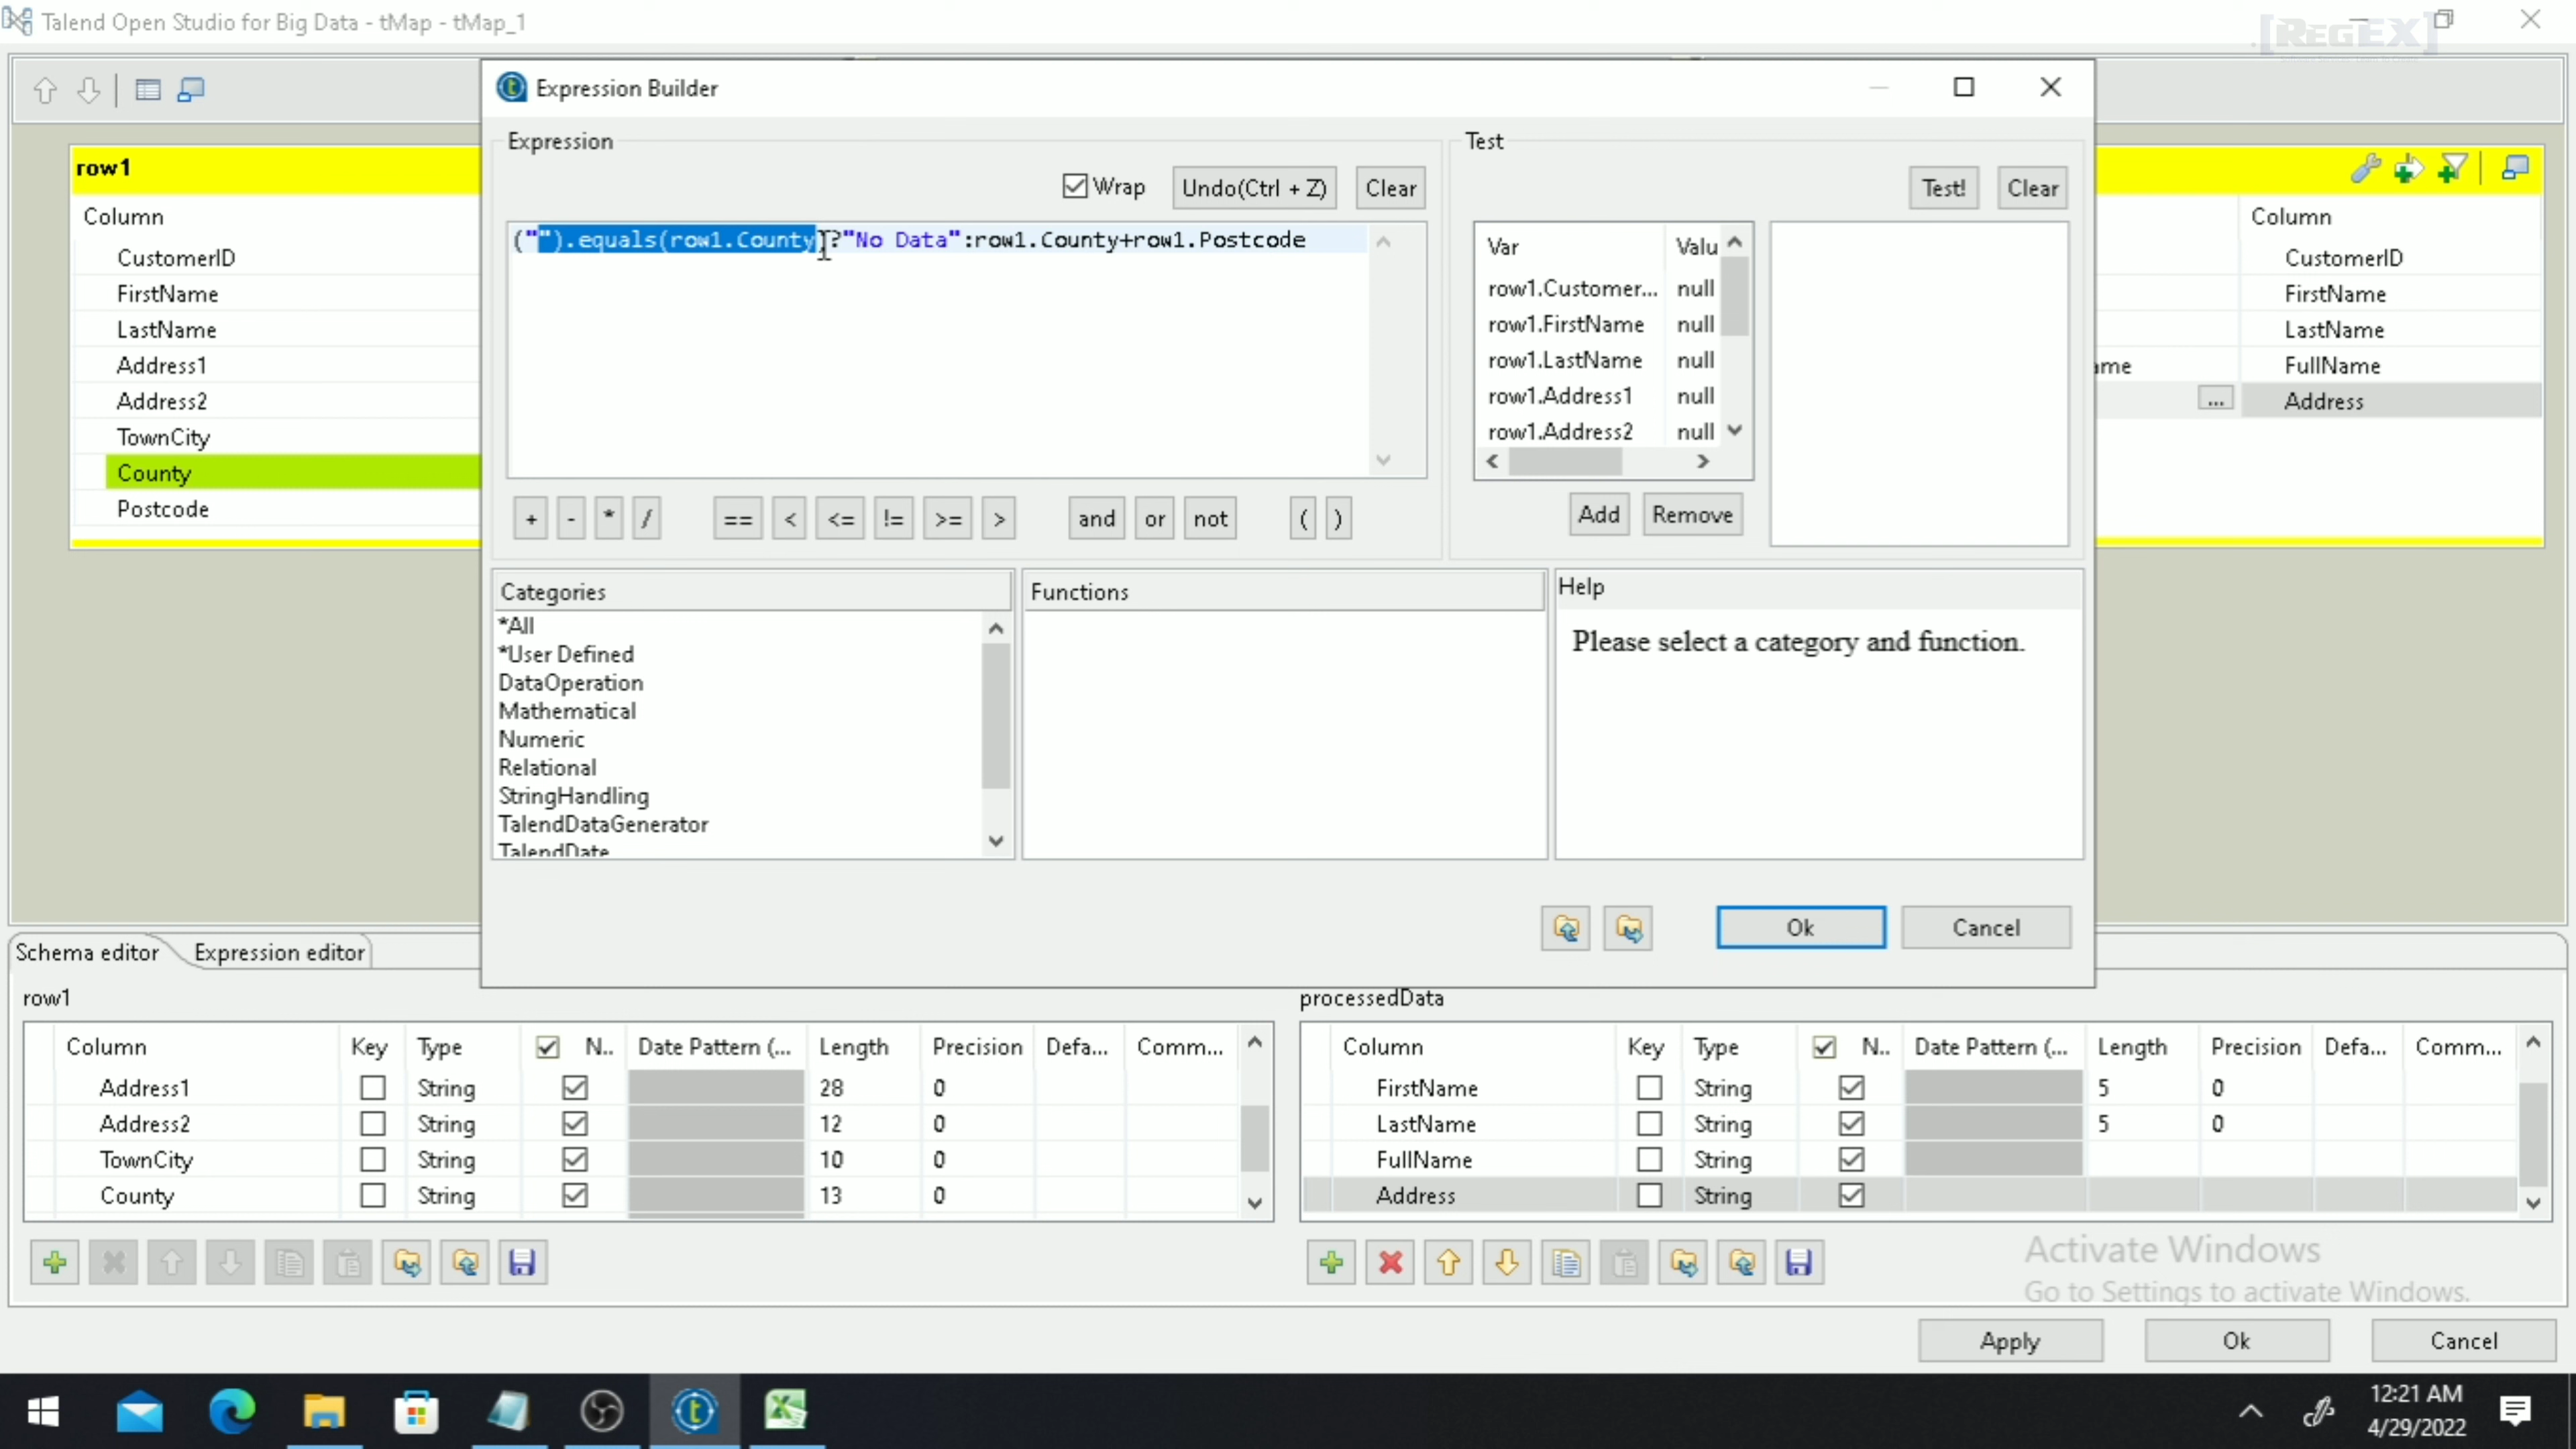 Talend Open Studio for Big Data - tMap - tMap_1
[RegEX]
Expression Builder
Expression
Test
Wrap
Undo(Ctrl + Z)
Clear
Test!
Clear
("").equals(row1.County)?"No Data":row1.County+row1.Postcode
Var
Valu
row1.Customer...
null
row1.FirstName
null
row1.LastName
null
row1.Address1
null
row1.Address2
null
Add
Remove
+
-
*
/
==
<
<=
!=
>=
>
and
or
not
(
)
row1
Column
CustomerID
FirstName
LastName
Address1
Address2
TownCity
County
Postcode
Column
CustomerID
FirstName
LastName
ame
FullName
...
Address
Categories
*All
*User Defined
DataOperation
Mathematical
Numeric
Relational
StringHandling
TalendDataGenerator
TalendDate
Functions
Help
Please select a category and function.
Ok
Cancel
Schema editor
Expression editor
row1
Column Key Type N.. Date Pattern (... Length Precision Defa... Comm...
Address1 String 28 0
Address2 String 12 0
TownCity String 10 0
County String 13 0
processedData
Column Key Type N.. Date Pattern (... Length Precision Defa... Comm...
FirstName String 5 0
LastName String 5 0
FullName String
Address String
Activate Windows
Go to Settings to activate Windows.
Apply
Ok
Cancel
12:21 AM
4/29/2022